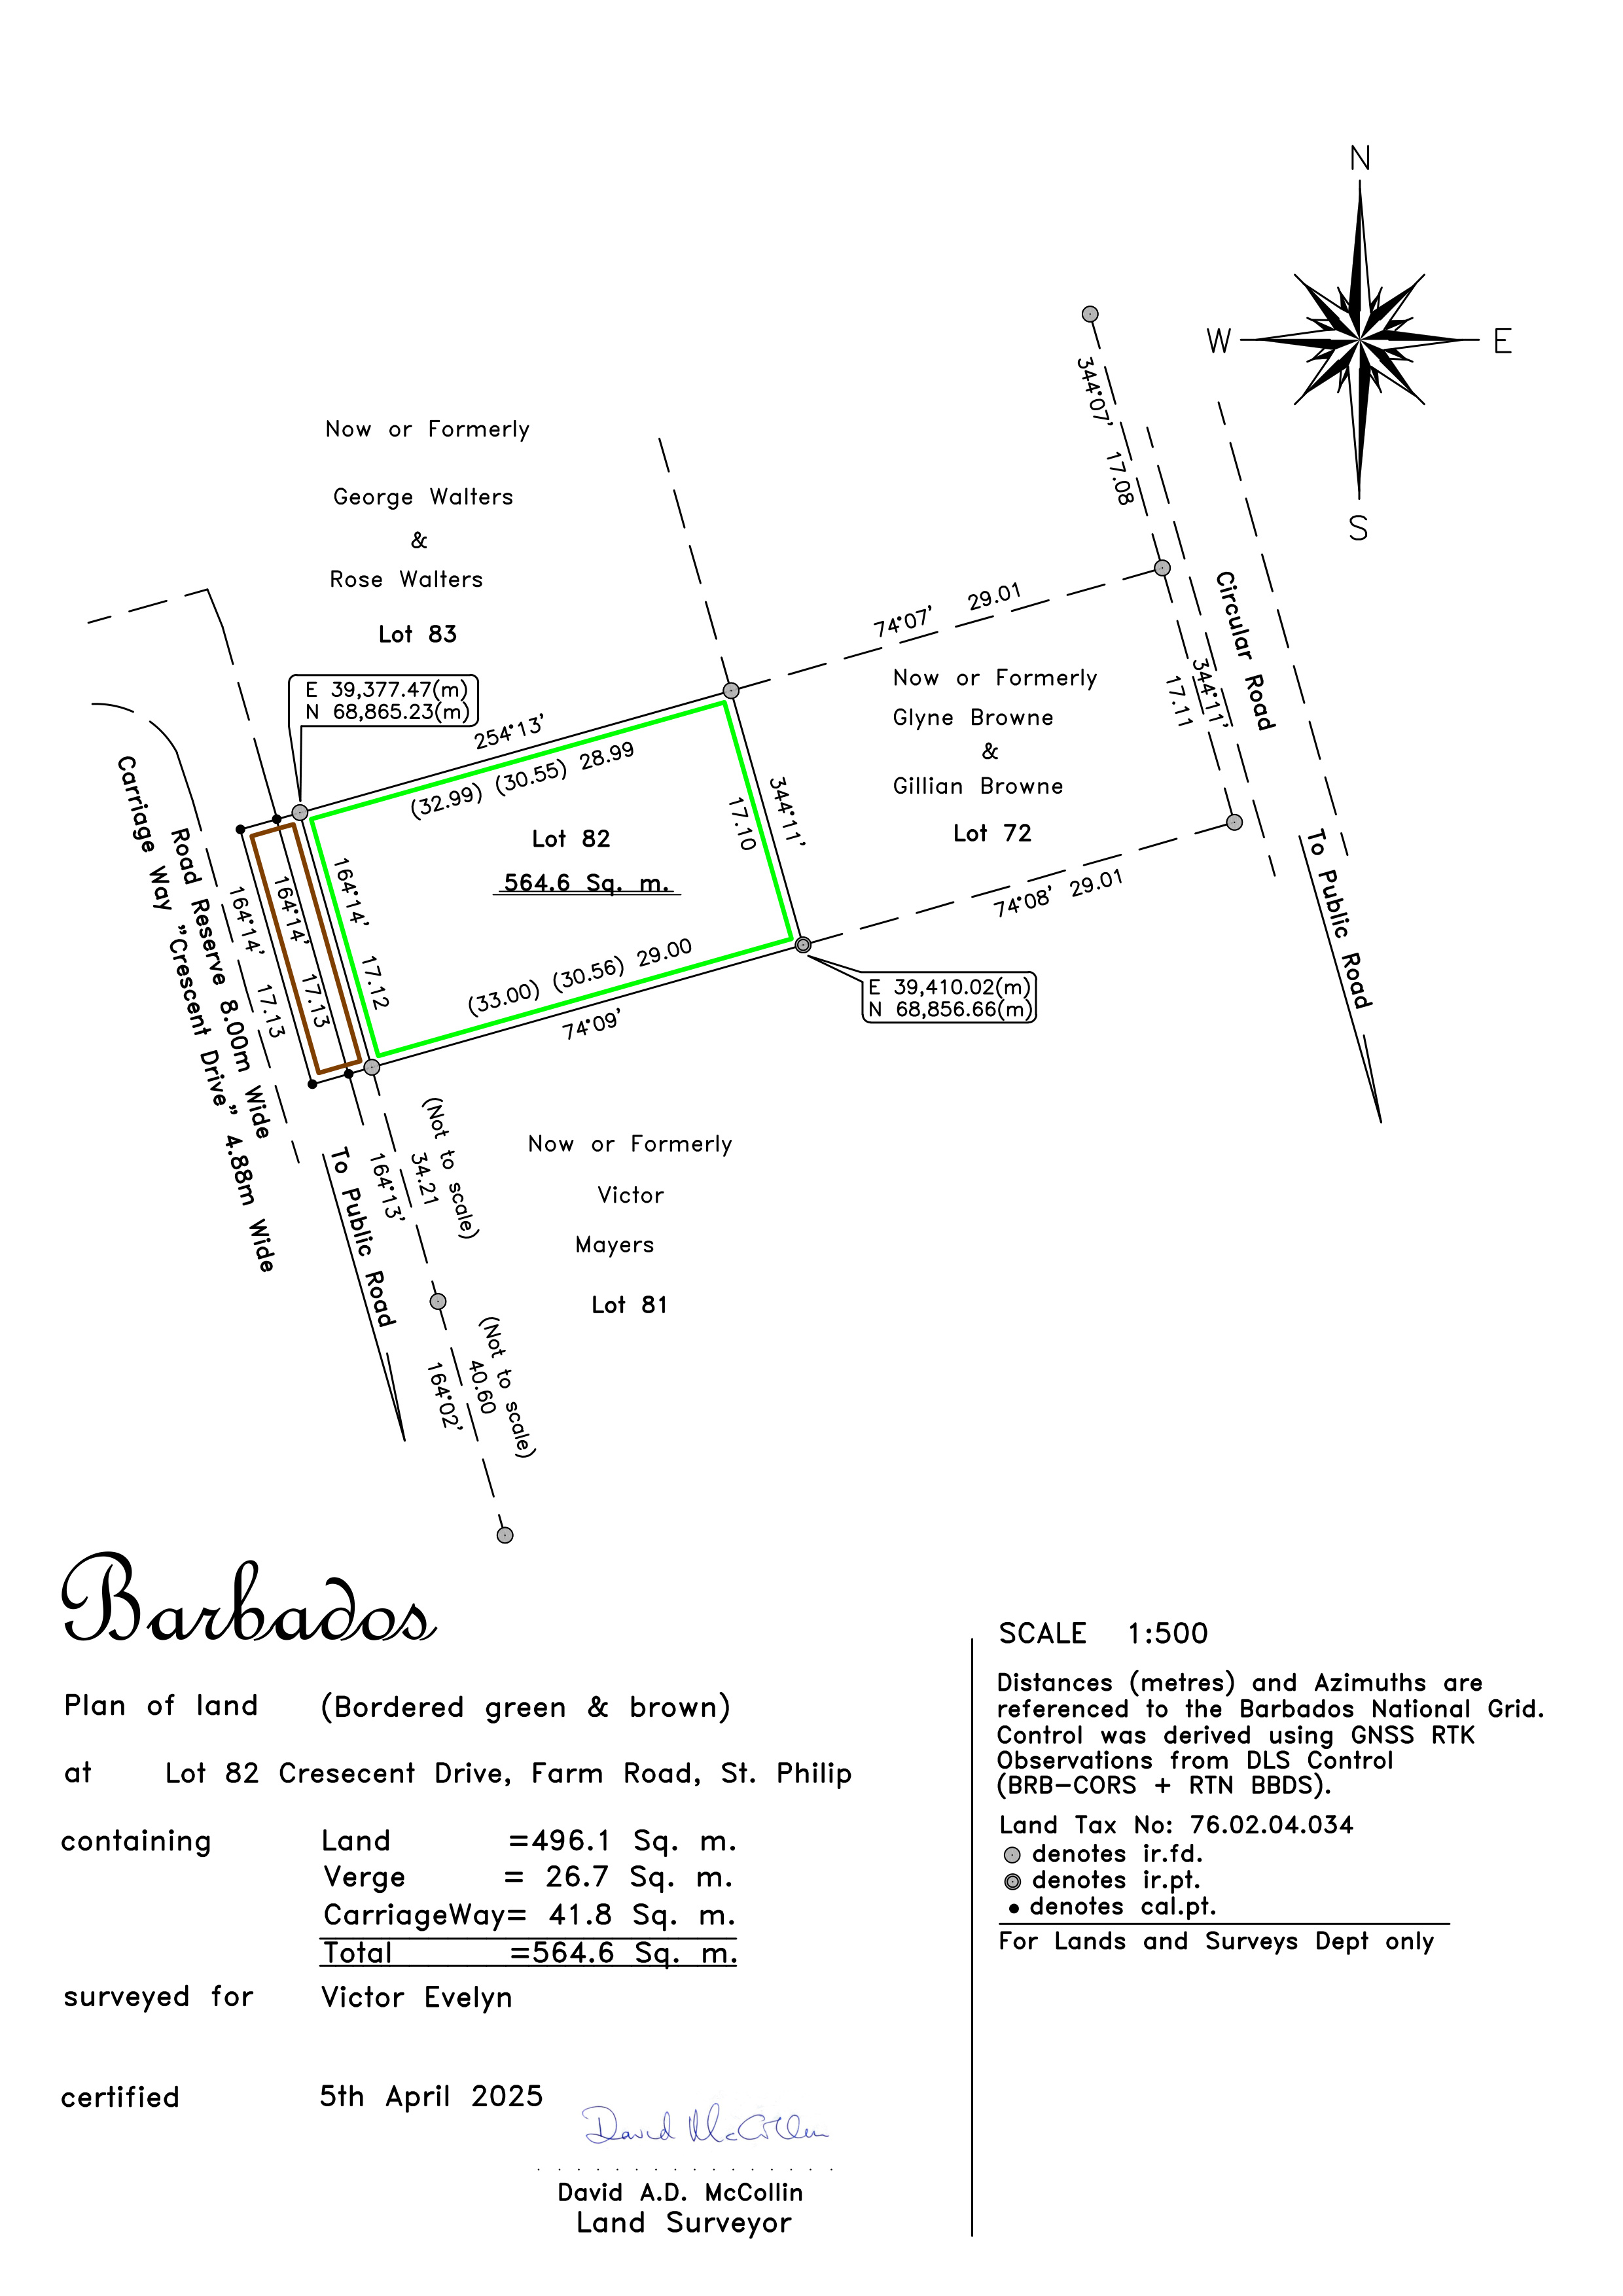 N
W
E
S
344°07' 17.08
Now or Formerly
George Walters
&
Rose Walters
Lot 83
74°07' 29.01
Circular Road
344°11'
17.11
Now or Formerly
Glyne Browne
&
Gillian Browne
Lot 72
74°08' 29.01
To Public Road
E 39,377.47(m)
N 68,865.23(m)
254°13'
(32.99) (30.55) 28.99
344°11'
17.10
Lot 82
564.6 Sq. m.
164°14' 17.12
164°14' 17.13
164°14' 17.13
(33.00) (30.56) 29.00
74°09'
E 39,410.02(m)
N 68,856.66(m)
Road Reserve 8.00m Wide
Carriage Way "Crescent Drive" 4.88m Wide
To Public Road
(Not to scale)
34.21
164°13'
Now or Formerly
Victor
Mayers
Lot 81
(Not to scale)
40.60
164°02'
Barbados
Plan of land (Bordered green & brown)
at Lot 82 Cresecent Drive, Farm Road, St. Philip
containing Land =496.1 Sq. m.
Verge = 26.7 Sq. m.
CarriageWay= 41.8 Sq. m.
Total =564.6 Sq. m.
surveyed for Victor Evelyn
certified 5th April 2025
David McCollin
David A.D. McCollin
Land Surveyor
SCALE 1:500
Distances (metres) and Azimuths are
referenced to the Barbados National Grid.
Control was derived using GNSS RTK
Observations from DLS Control
(BRB-CORS + RTN BBDS).
Land Tax No: 76.02.04.034
denotes ir.fd.
denotes ir.pt.
denotes cal.pt.
For Lands and Surveys Dept only